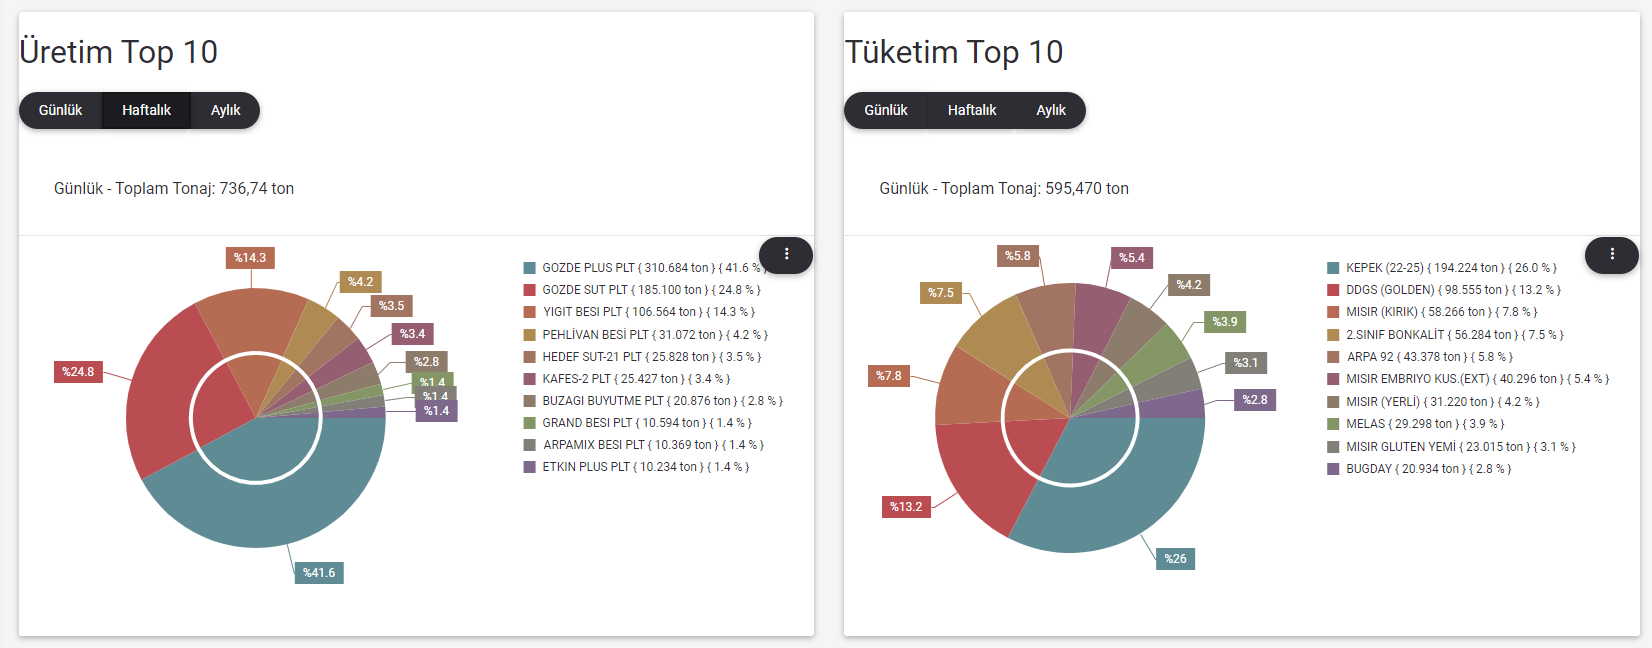 Üretim Top 10
Günlük Haftalık Aylık
Günlük - Toplam Tonaj: 736,74 ton
%14.3
%4.2
%3.5
%3.4
%2.8
%1.4
%1.4
%1.4
%24.8
%41.6
GOZDE PLUS PLT { 310.684 ton } { 41.6 % }
GOZDE SUT PLT { 185.100 ton } { 24.8 % }
YIGIT BESI PLT { 106.564 ton } { 14.3 % }
PEHLİVAN BESİ PLT { 31.072 ton } { 4.2 % }
HEDEF SUT-21 PLT { 25.828 ton } { 3.5 % }
KAFES-2 PLT { 25.427 ton } { 3.4 % }
BUZAGI BUYUTME PLT { 20.876 ton } { 2.8 % }
GRAND BESI PLT { 10.594 ton } { 1.4 % }
ARPAMIX BESI PLT { 10.369 ton } { 1.4 % }
ETKIN PLUS PLT { 10.234 ton } { 1.4 % }
Tüketim Top 10
Günlük Haftalık Aylık
Günlük - Toplam Tonaj: 595,470 ton
%5.8
%5.4
%4.2
%7.5
%3.9
%3.1
%7.8
%2.8
%13.2
%26
KEPEK (22-25) { 194.224 ton } { 26.0 % }
DDGS (GOLDEN) { 98.555 ton } { 13.2 % }
MISIR (KIRIK) { 58.266 ton } { 7.8 % }
2.SINIF BONKALİT { 56.284 ton } { 7.5 % }
ARPA 92 { 43.378 ton } { 5.8 % }
MISIR EMBRIYO KUS.(EXT) { 40.296 ton } { 5.4 % }
MISIR (YERLİ) { 31.220 ton } { 4.2 % }
MELAS { 29.298 ton } { 3.9 % }
MISIR GLUTEN YEMİ { 23.015 ton } { 3.1 % }
BUGDAY { 20.934 ton } { 2.8 % }